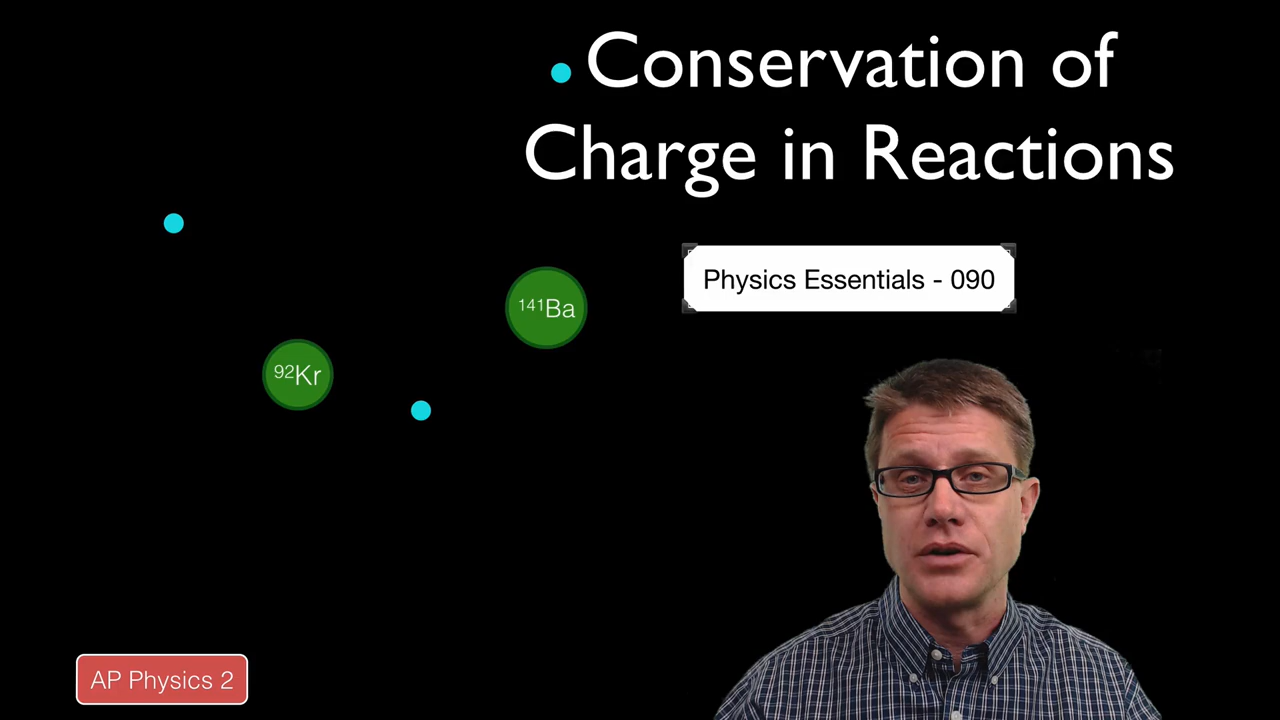 Conservation of
Charge in Reactions
Physics Essentials - 090
¹⁴¹Ba
⁹²Kr
AP Physics 2